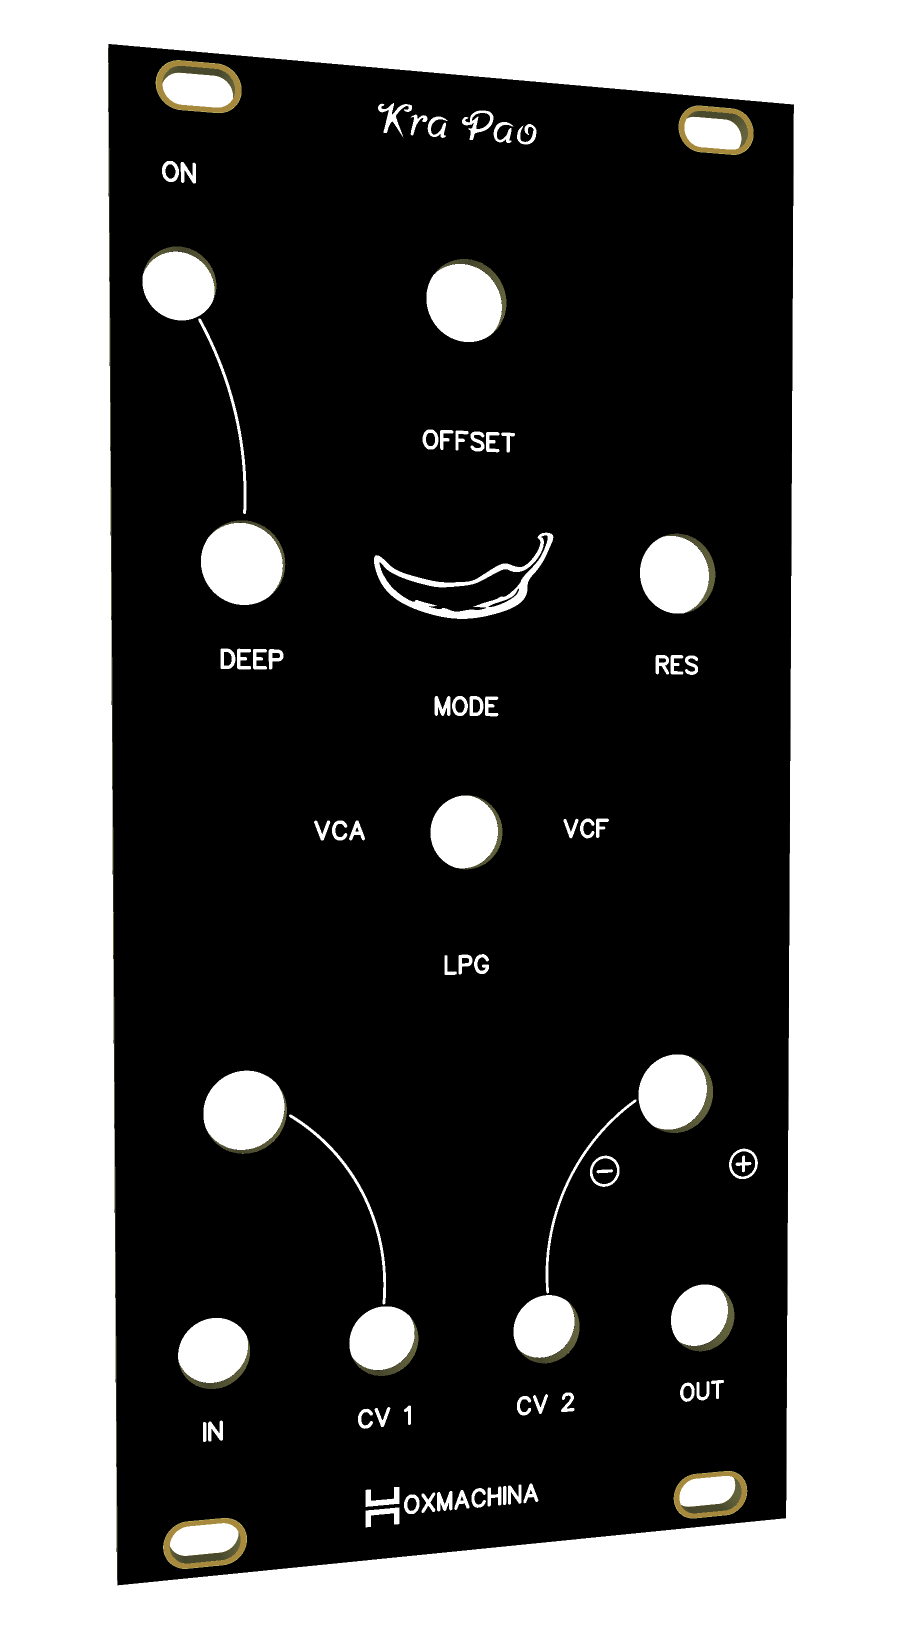 Kra Pao
ON
OFFSET
DEEP
RES
MODE
VCA
VCF
LPG
− +
IN
CV 1
CV 2
OUT
HOXMACHINA